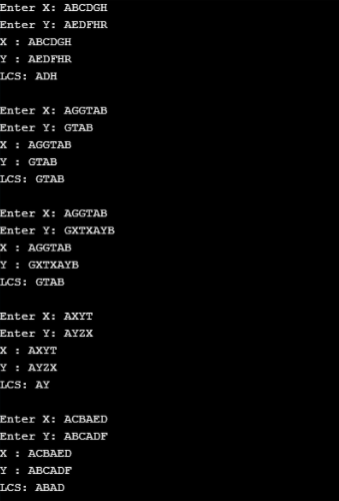 Enter X: ABCDGH
Enter Y: AEDFHR
X : ABCDGH
Y : AEDFHR
LCS: ADH
Enter X: AGGTAB
Enter Y: GTAB
X : AGGTAB
Y : GTAB
LCS: GTAB
Enter X: AGGTAB
Enter Y: GXTXAYB
X : AGGTAB
Y : GXTXAYB
LCS: GTAB
Enter X: AXYT
Enter Y: AYZX
X : AXYT
Y : AYZX
LCS: AY
Enter X: ACBAED
Enter Y: ABCADF
X : ACBAED
Y : ABCADF
LCS: ABAD